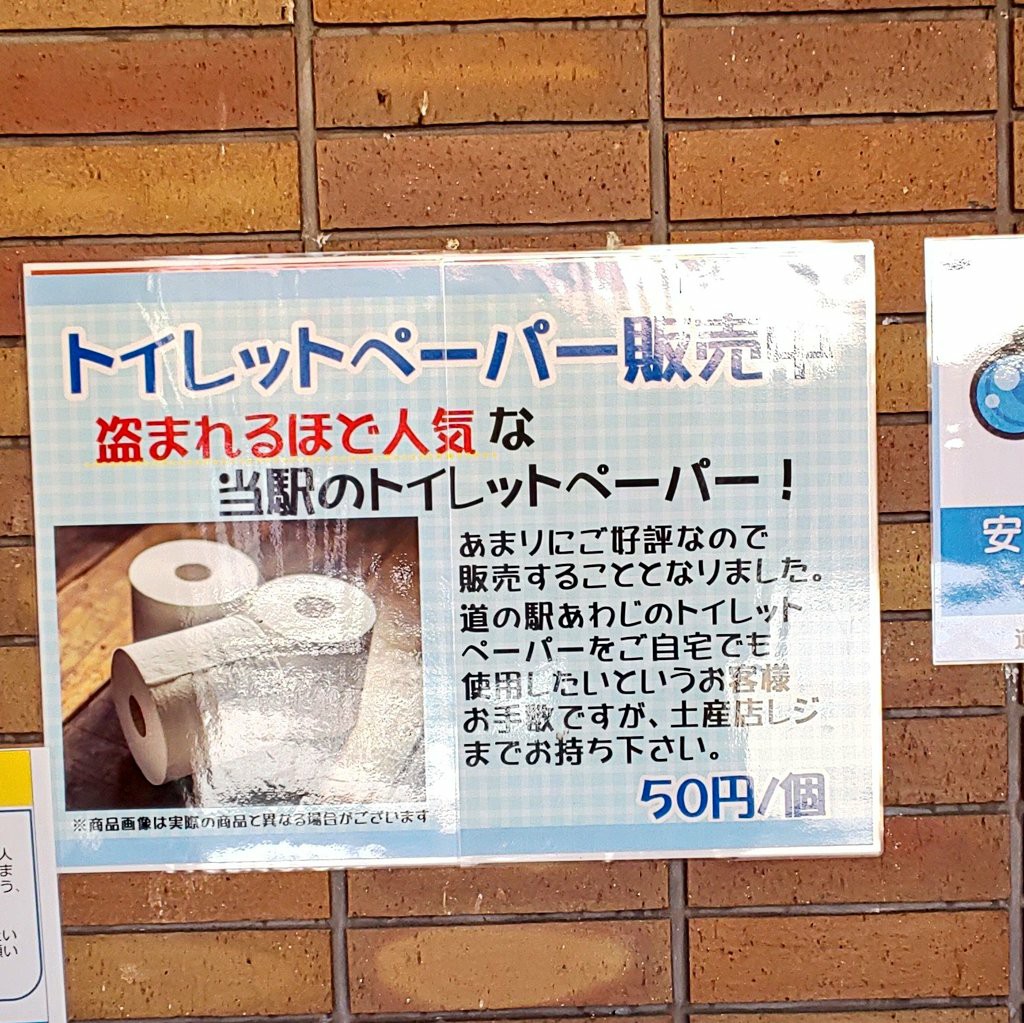 トイレットペーパー販売中
盗まれるほど人気な
当駅のトイレットペーパー！
あまりにご好評なので
販売することとなりました。
道の駅あわじのトイレット
ペーパーをご自宅でも
使用したいというお客様
お手数ですが、土産店レジ
までお持ち下さい。
50円/個
※商品画像は実際の商品と異なる場合がございます
安
人
ま
う、
い
願い